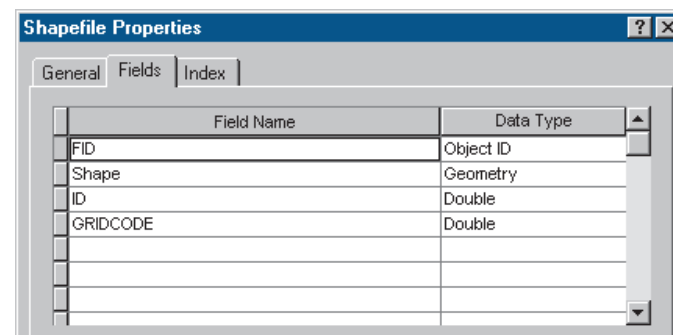 Shapefile Properties
General Fields Index
Field Name Data Type
FID Object ID
Shape Geometry
ID Double
GRIDCODE Double